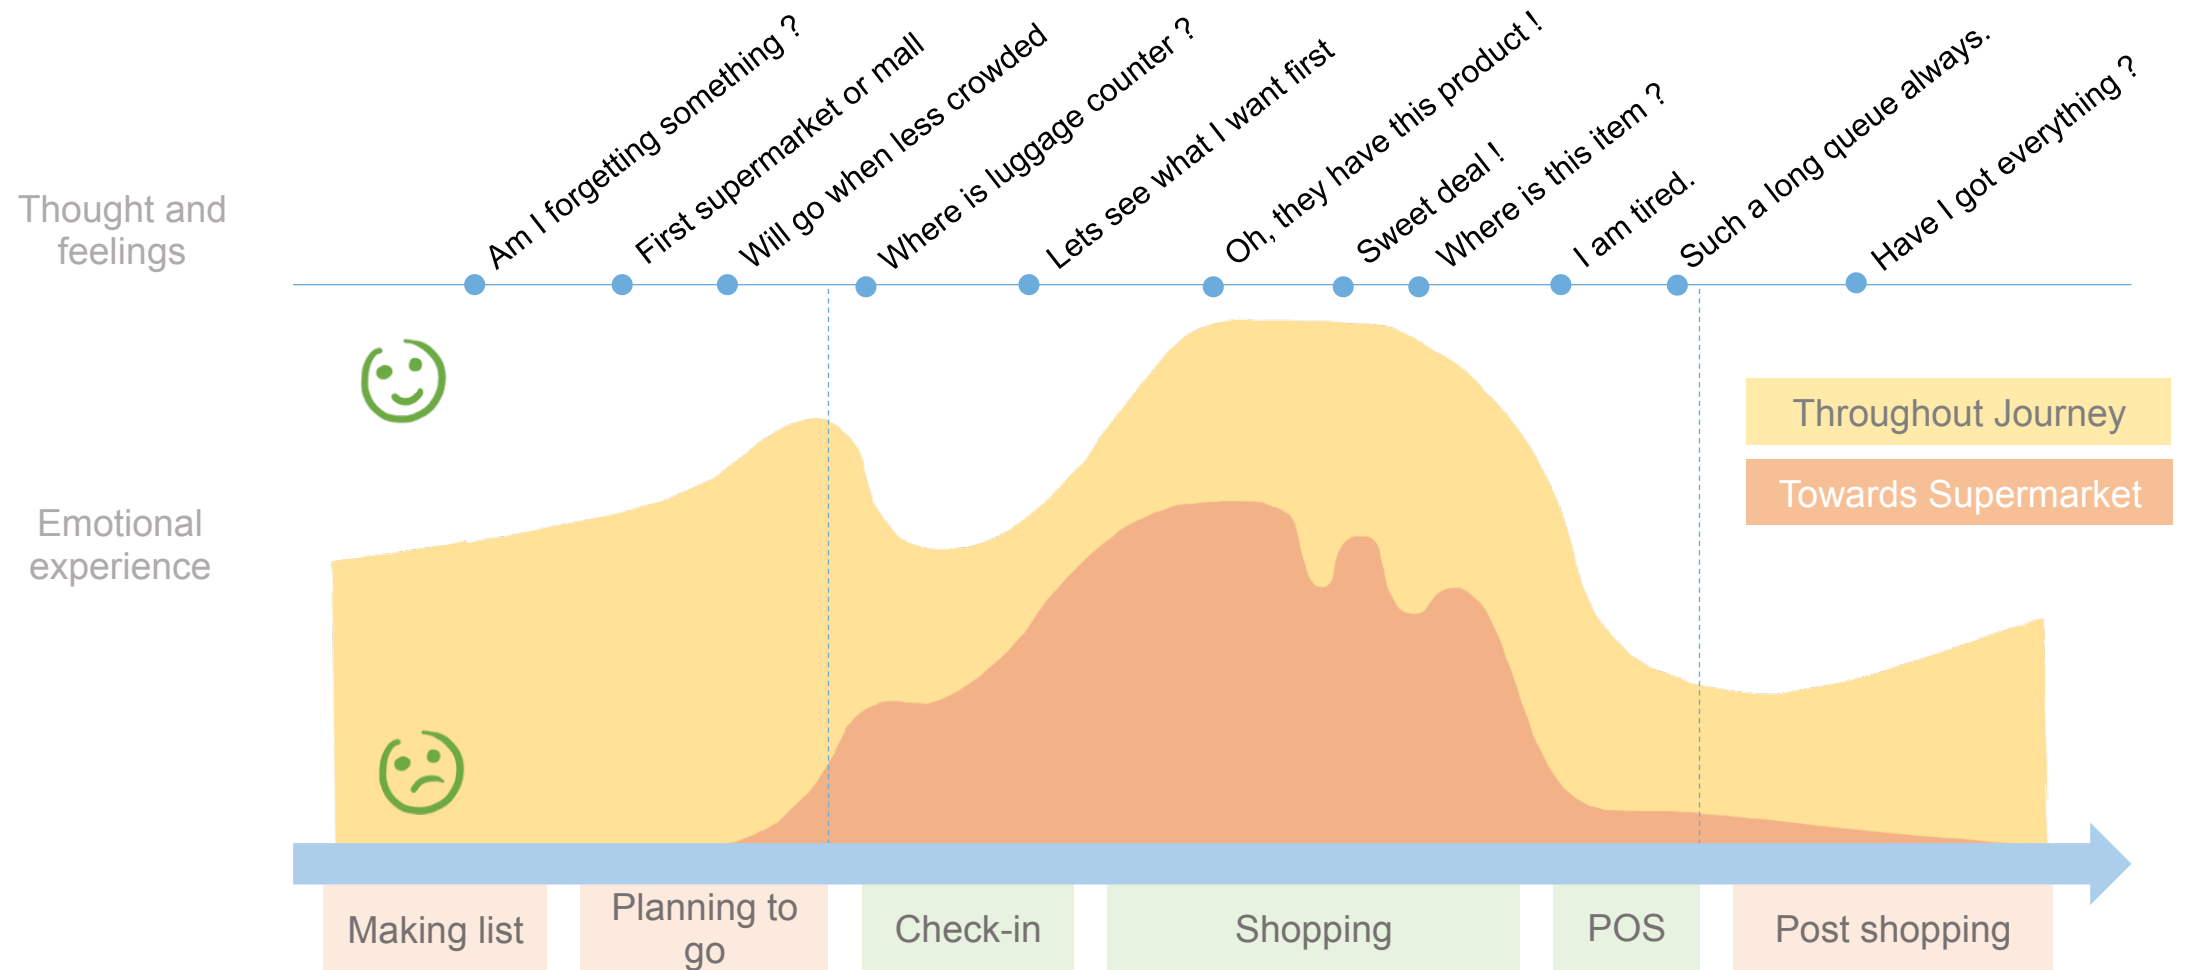 Am I forgetting something ?
First supermarket or mall
Will go when less crowded
Where is luggage counter ?
Lets see what I want first
Oh, they have this product !
Sweet deal !
Where is this item ?
I am tired.
Such a long queue always.
Have I got everything ?
Thought and
feelings
Throughout Journey
Towards Supermarket
Emotional
experience
Making list
Planning to
go
Check-in
Shopping
POS
Post shopping